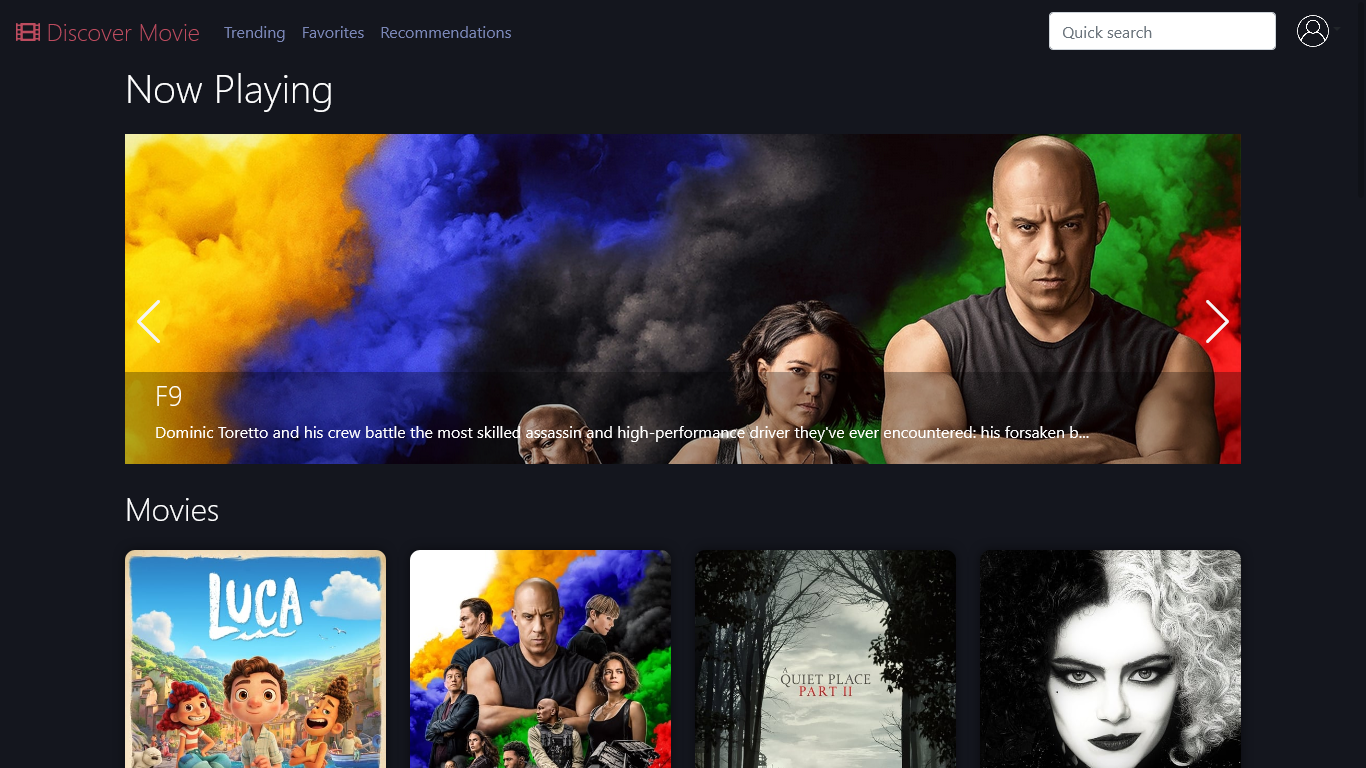 Discover Movie
Trending
Favorites
Recommendations
Quick search
Now Playing
F9
Dominic Toretto and his crew battle the most skilled assassin and high-performance driver they've ever encountered: his forsaken b...
Movies
LUCA
A
QUIET PLACE
PART II